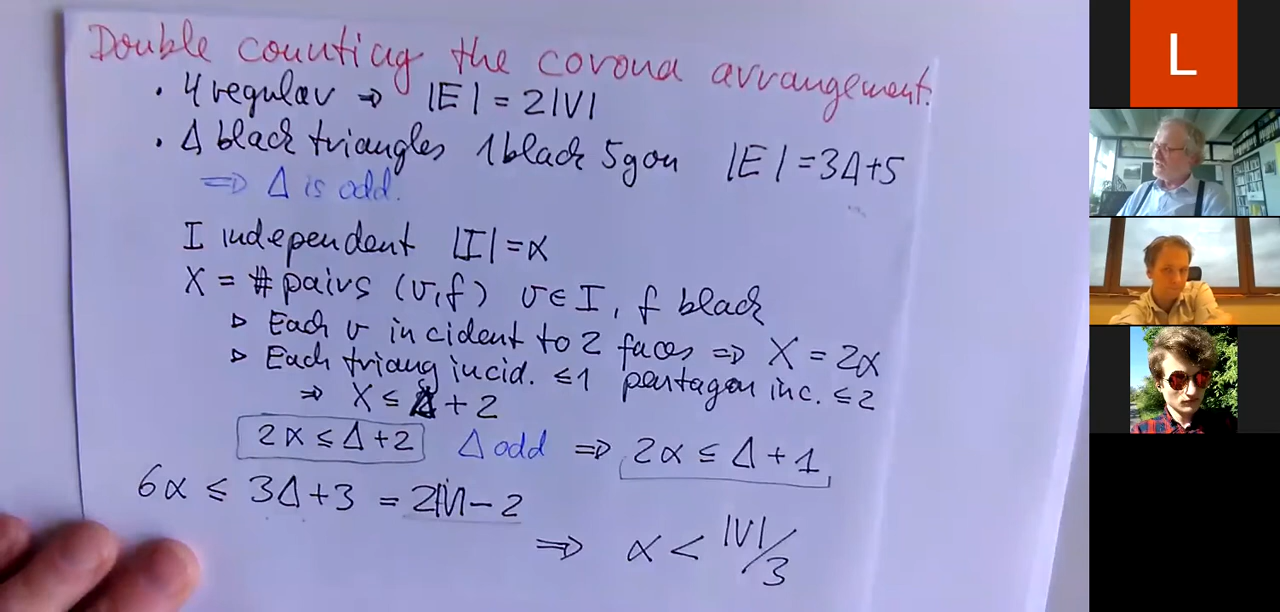 Double counting the corona arrangement.
• 4 regular ⇒ |E| = 2|V|
• Δ black triangles 1 black 5gon |E| = 3Δ+5
⇒ Δ is odd.
I independent |I| = α
X = # pairs (v,f) v ∈ I, f black
▷ Each v incident to 2 faces ⇒ X = 2α
▷ Each triang incid. ≤ 1 pentagon inc. ≤ 2
⇒ X ≤ Δ + 2
2α ≤ Δ+2 Δ odd ⇒ 2α ≤ Δ + 1
6α ≤ 3Δ+3 = 2|V| − 2
⇒ α < |V|/3
L